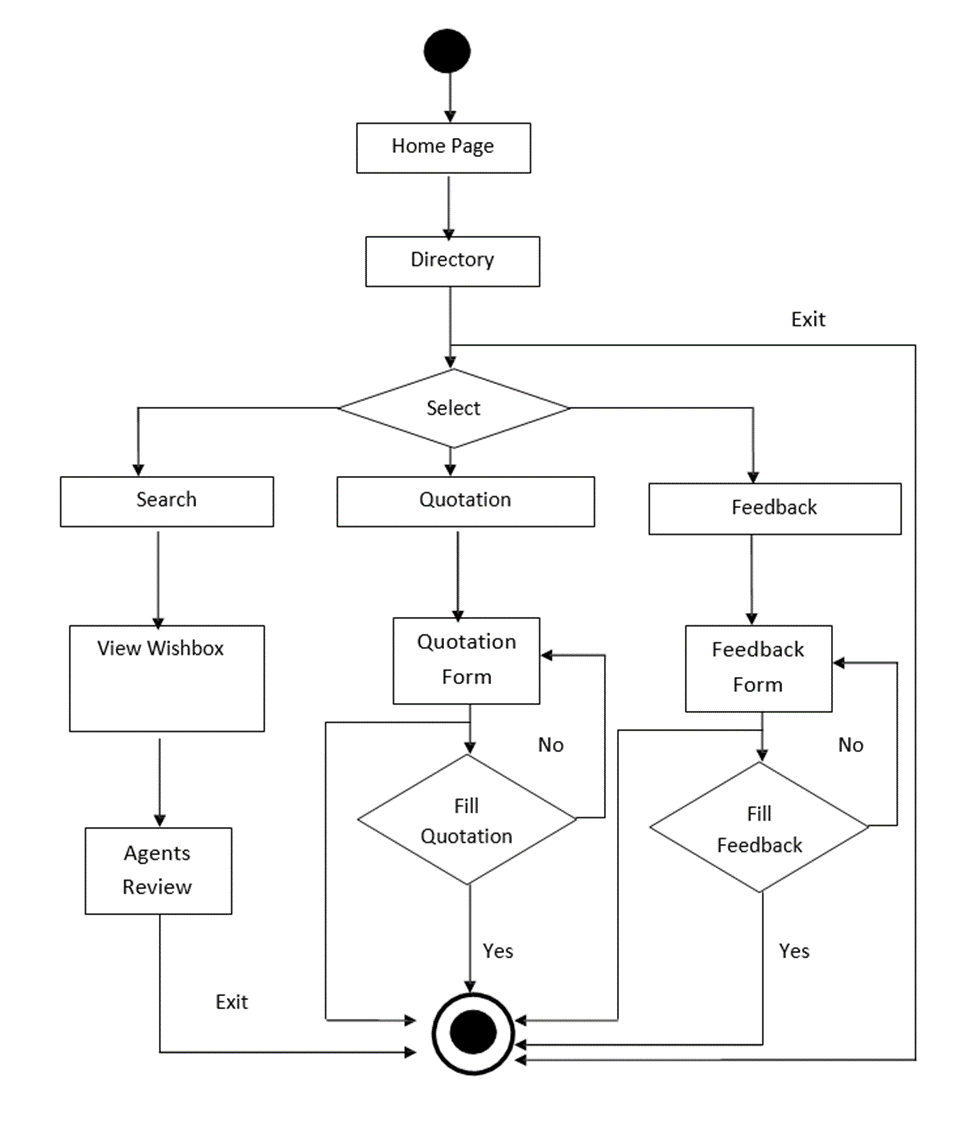 Home Page
Directory
Exit
Select
Search
Quotation
Feedback
View Wishbox
Quotation
Form
Feedback
Form
No
No
Fill
Quotation
Fill
Feedback
Agents
Review
Yes
Yes
Exit